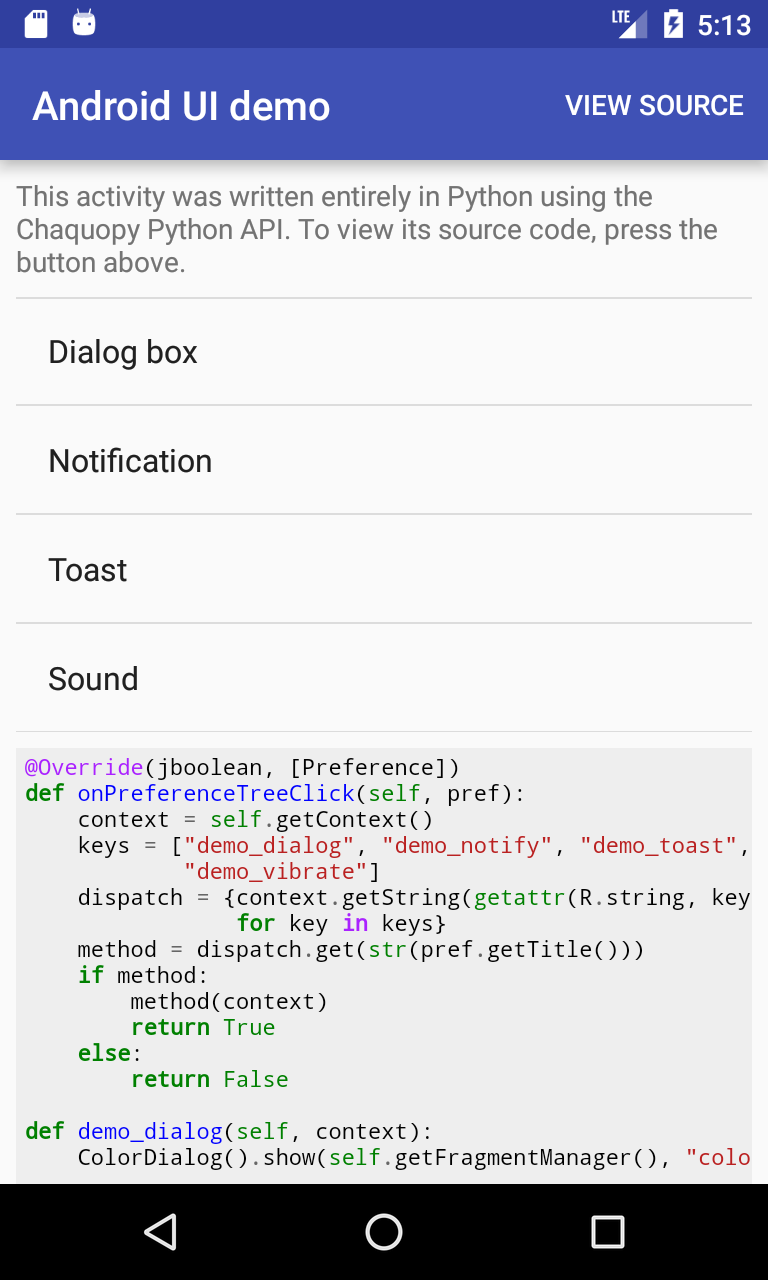 LTE 5:13
Android UI demo VIEW SOURCE
This activity was written entirely in Python using the
Chaquopy Python API. To view its source code, press the
button above.
Dialog box
Notification
Toast
Sound
@Override(jboolean, [Preference])
def onPreferenceTreeClick(self, pref):
    context = self.getContext()
    keys = ["demo_dialog", "demo_notify", "demo_toast",
            "demo_vibrate"]
    dispatch = {context.getString(getattr(R.string, key
                for key in keys}
    method = dispatch.get(str(pref.getTitle()))
    if method:
        method(context)
        return True
    else:
        return False
def demo_dialog(self, context):
    ColorDialog().show(self.getFragmentManager(), "colo